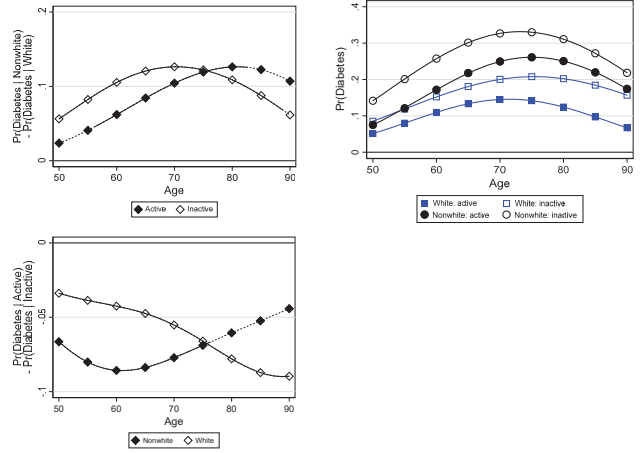 Pr(Diabetes | Nonwhite)
- Pr(Diabetes | White)
.2
.1
0
50 60 70 80 90
Age
Active Inactive
Pr(Diabetes)
.4
.3
.2
.1
0
50 60 70 80 90
Age
White: active White: inactive
Nonwhite: active Nonwhite: inadive
Pr(Diabetes | Active)
- Pr(Diabetes | Inactive)
0
-.05
-.1
50 60 70 80 90
Age
Nonwhite White